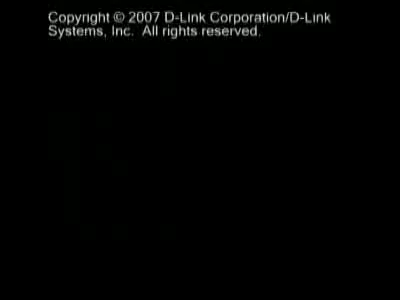 Copyright © 2007 D-Link Corporation/D-Link
Systems, Inc.  All rights reserved.